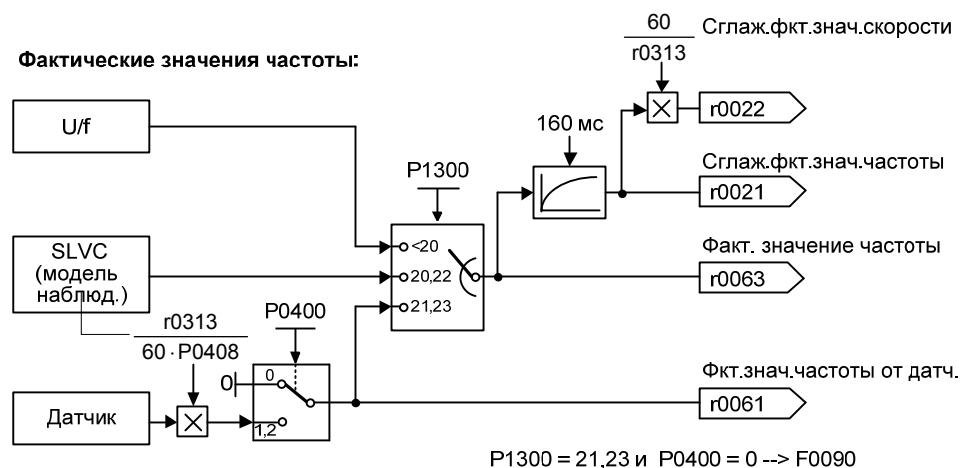 60
r0313
Сглаж.фкт.знач.скорости
Фактические значения частоты:
r0022
U/f
160 мс
P1300
Сглаж.фкт.знач.частоты
r0021
<20
SLVC
(модель
наблюд.)
20,22
Факт. значение частоты
r0063
21,23
r0313
60 · P0408
P0400
0
0
Фкт.знач.частоты от датч.
r0061
Датчик
1,2
P1300 = 21,23 и P0400 = 0 --> F0090